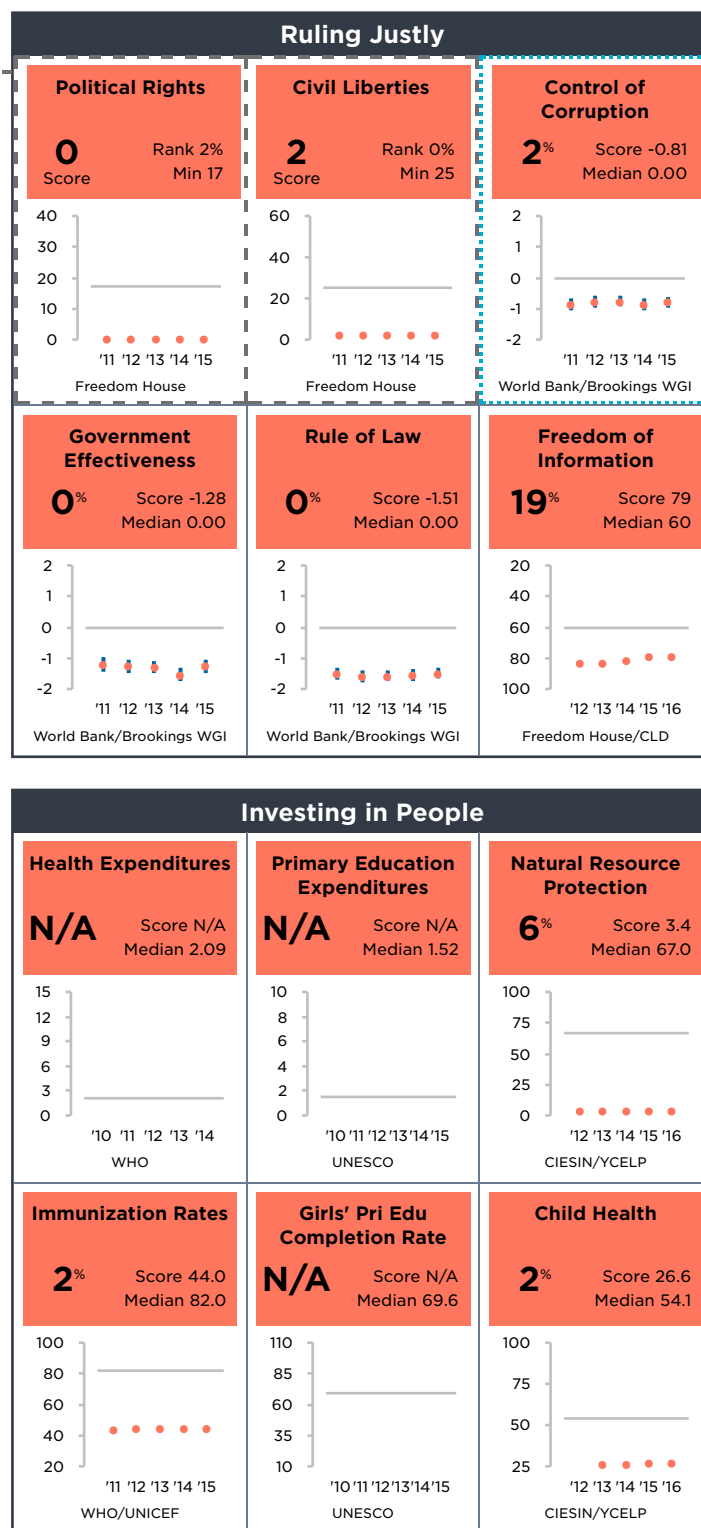 Ruling Justly
Political Rights
0
Score
Rank 2%
Min 17
40
30
20
10
0
'11 '12 '13 '14 '15
Freedom House
Civil Liberties
2
Score
Rank 0%
Min 25
60
40
20
0
'11 '12 '13 '14 '15
Freedom House
Control of
Corruption
2%
Score -0.81
Median 0.00
2
1
0
-1
-2
'11 '12 '13 '14 '15
World Bank/Brookings WGI
Government
Effectiveness
0%
Score -1.28
Median 0.00
2
1
0
-1
-2
'11 '12 '13 '14 '15
World Bank/Brookings WGI
Rule of Law
0%
Score -1.51
Median 0.00
2
1
0
-1
-2
'11 '12 '13 '14 '15
World Bank/Brookings WGI
Freedom of
Information
19%
Score 79
Median 60
20
40
60
80
100
'12 '13 '14 '15 '16
Freedom House/CLD
Investing in People
Health Expenditures
N/A
Score N/A
Median 2.09
15
12
9
6
3
0
'10 '11 '12 '13 '14
WHO
Primary Education
Expenditures
N/A
Score N/A
Median 1.52
10
8
6
4
2
0
'10 '11 '12 '13 '14 '15
UNESCO
Natural Resource
Protection
6%
Score 3.4
Median 67.0
100
75
50
25
0
'12 '13 '14 '15 '16
CIESIN/YCELP
Immunization Rates
2%
Score 44.0
Median 82.0
100
80
60
40
20
'11 '12 '13 '14 '15
WHO/UNICEF
Girls' Pri Edu
Completion Rate
N/A
Score N/A
Median 69.6
110
85
60
35
10
'10 '11 '12 '13 '14 '15
UNESCO
Child Health
2%
Score 26.6
Median 54.1
100
75
50
25
'12 '13 '14 '15 '16
CIESIN/YCELP